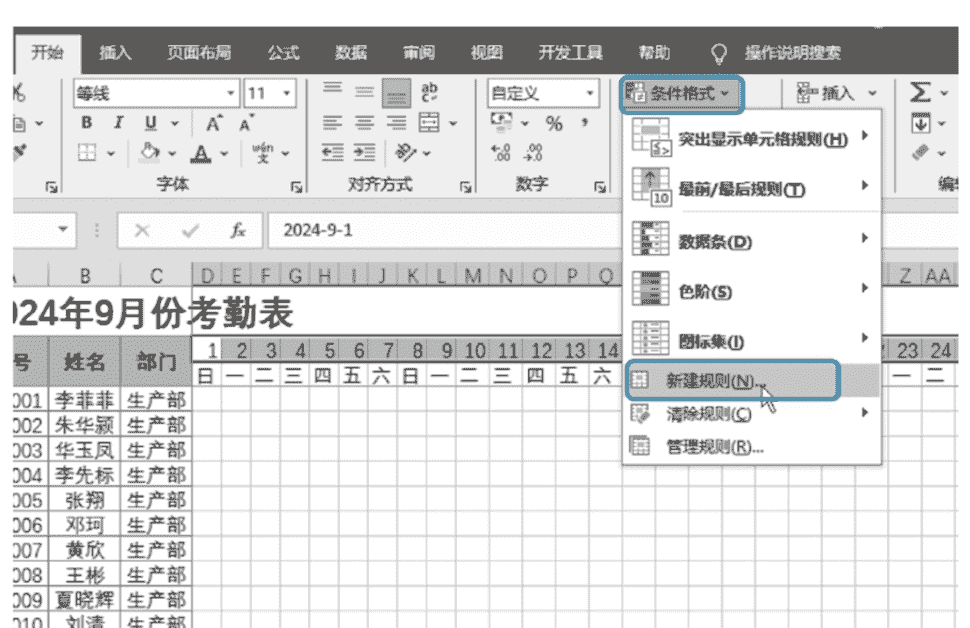 开始 插入 页面布局 公式 数据 审阅 视图 开发工具 帮助 操作说明搜索
等线 11 ab 自定义 条件格式 插入 Σ
B I U A A %
A wén 文 .00 .00
字体 对齐方式 数字 编
fx 2024-9-1
突出显示单元格规则(H)
10 最前/最后规则(T)
数据条(D)
色阶(S)
图标集(I)
新建规则(N)...
清除规则(C)
管理规则(R)...
B C D E F G H I J K L M N O P Q Z AA
024年9月份考勤表
号 姓名 部门 1 2 3 4 5 6 7 8 9 10 11 12 13 14 23 24
日 一 二 三 四 五 六 日 一 二 三 四 五 六 一 二
001 李菲菲 生产部
002 朱华颖 生产部
003 华玉凤 生产部
004 李先标 生产部
005 张翔 生产部
006 邓珂 生产部
007 黄欣 生产部
008 王彬 生产部
009 夏晓辉 生产部
010 刘清 生产部